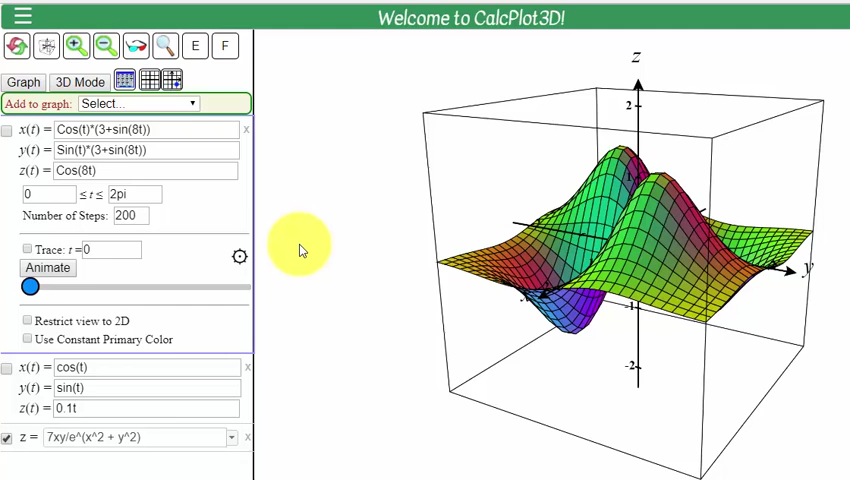 Welcome to CalcPlot3D!
E F
Graph 3D Mode
Add to graph: Select...
x(t) = Cos(t)*(3+sin(8t)) x
y(t) = Sin(t)*(3+sin(8t))
z(t) = Cos(8t)
0 ≤ t ≤ 2pi
Number of Steps: 200
Trace: t = 0
Animate
Restrict view to 2D
Use Constant Primary Color
x(t) = cos(t) x
y(t) = sin(t)
z(t) = 0.1t
z = 7xy/e^(x^2 + y^2) x
z
2
1
y
x
-1
-2